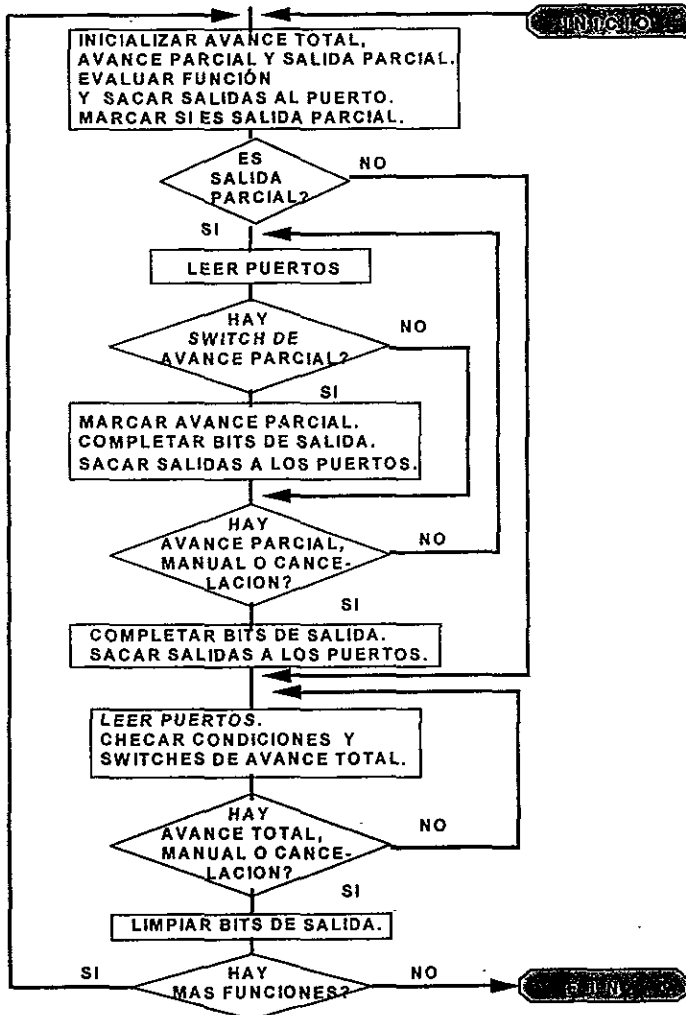 INICIO
INICIALIZAR AVANCE TOTAL,
AVANCE PARCIAL Y SALIDA PARCIAL.
EVALUAR FUNCIÓN
Y SACAR SALIDAS AL PUERTO.
MARCAR SI ES SALIDA PARCIAL.
ES
SALIDA
PARCIAL?
NO
SI
LEER PUERTOS
HAY
SWITCH DE
AVANCE PARCIAL?
NO
SI
MARCAR AVANCE PARCIAL.
COMPLETAR BITS DE SALIDA.
SACAR SALIDAS A LOS PUERTOS.
HAY
AVANCE PARCIAL,
MANUAL O CANCE-
LACION?
NO
SI
COMPLETAR BITS DE SALIDA.
SACAR SALIDAS A LOS PUERTOS.
LEER PUERTOS.
CHECAR CONDICIONES Y
SWITCHES DE AVANCE TOTAL.
HAY
AVANCE TOTAL,
MANUAL O CANCE-
LACION?
NO
SI
LIMPIAR BITS DE SALIDA.
SI
HAY
MAS FUNCIONES?
NO
FIN